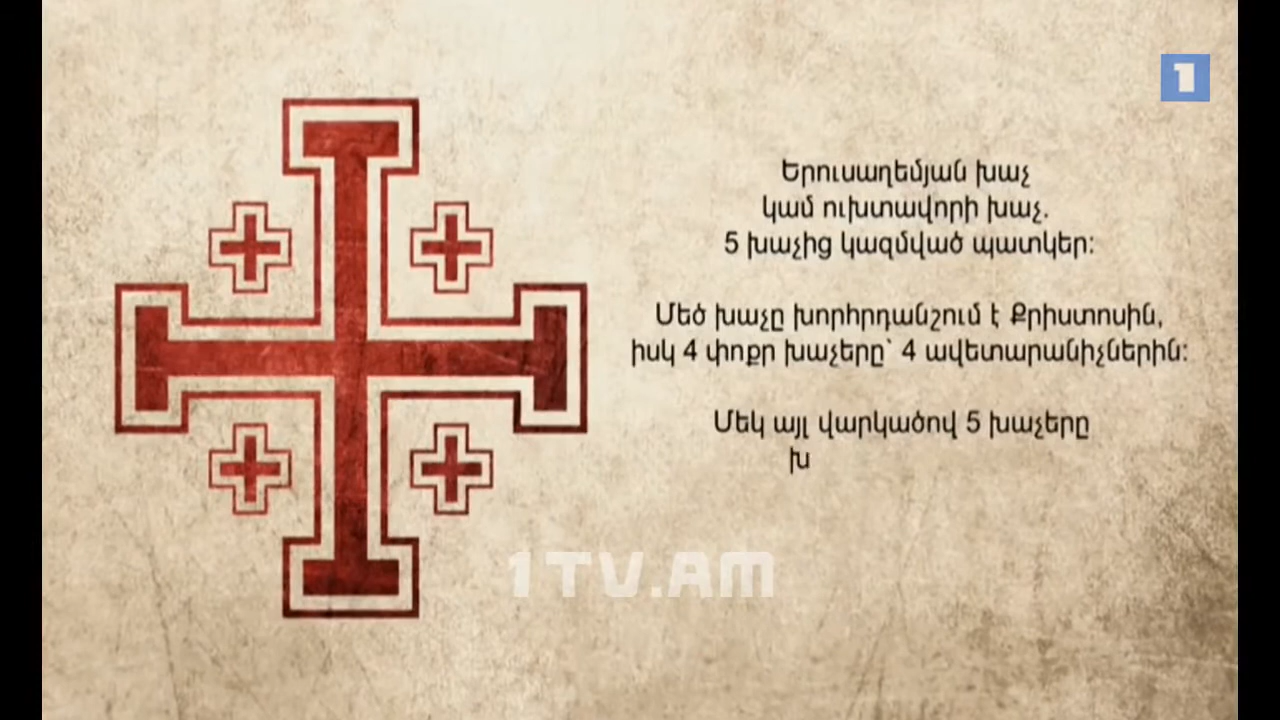 1
Երուսաղեմյան խաչ
կամ ուխտավորի խաչ.
5 խաչից կազմված պատկեր:
Մեծ խաչը խորհրդանշում է Քրիստոսին,
իսկ 4 փոքր խաչերը՝ 4 ավետարանիչներին:
Մեկ այլ վարկածով 5 խաչերը
խ
1TV.AM